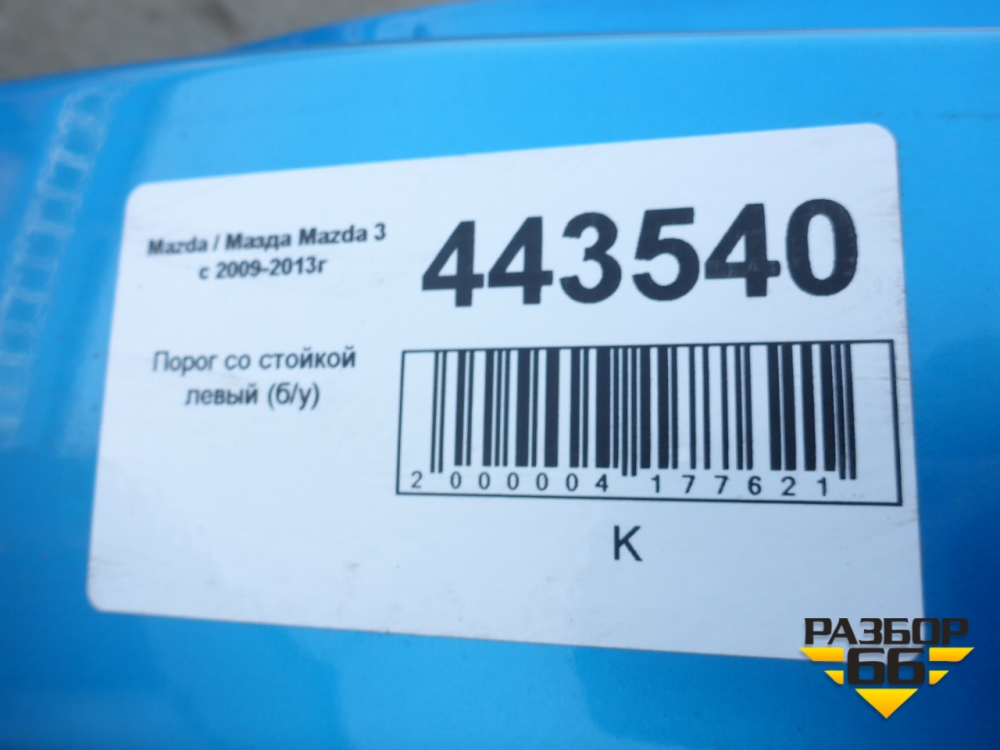 Mazda / Мазда Mazda 3
с 2009-2013г
443540
Порог со стойкой
левый (б/у)
2 000004 177621
К
РАЗБОР
66